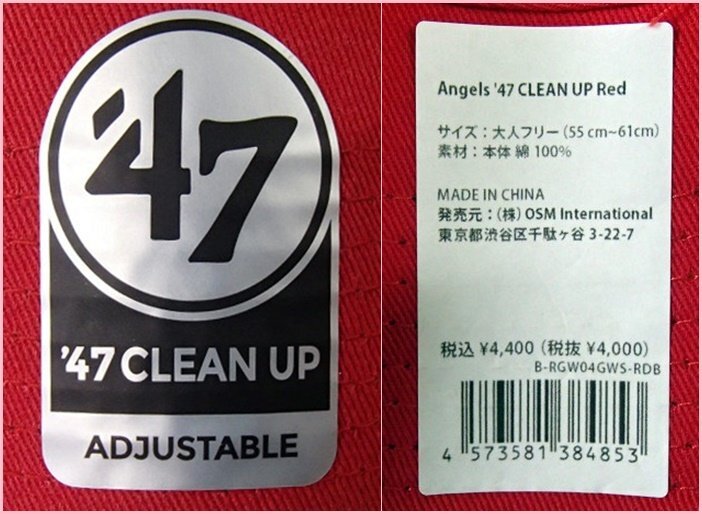 '47
'47 CLEAN UP
ADJUSTABLE
Angels '47 CLEAN UP Red
サイズ：大人フリー（55 cm~61cm）
素材：本体 綿 100%
MADE IN CHINA
発売元：（株）OSM International
東京都渋谷区千駄ヶ谷 3-22-7
税込 ¥4,400（税抜 ¥4,000）
B-RGW04GWS-RDB
4 573581 384853